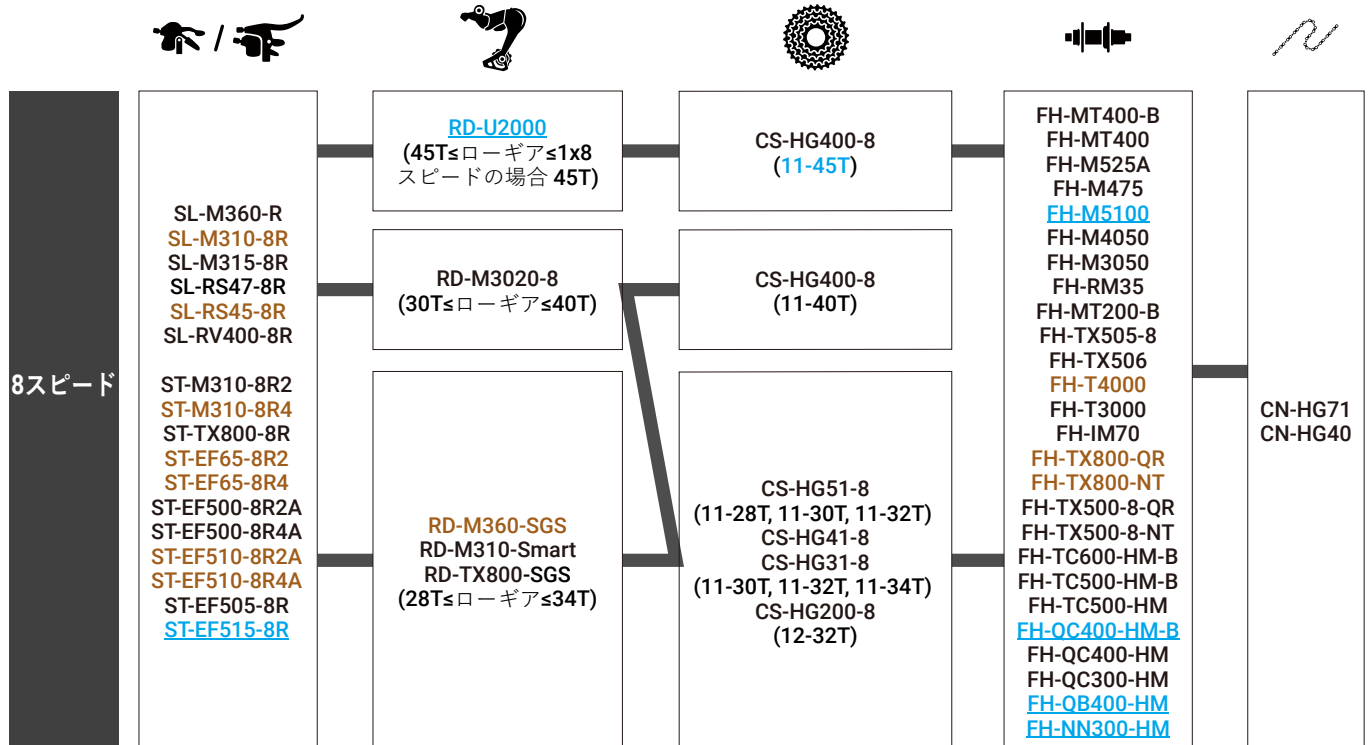 8スピード
SL-M360-R
SL-M310-8R
SL-M315-8R
SL-RS47-8R
SL-RS45-8R
SL-RV400-8R
ST-M310-8R2
ST-M310-8R4
ST-TX800-8R
ST-EF65-8R2
ST-EF65-8R4
ST-EF500-8R2A
ST-EF500-8R4A
ST-EF510-8R2A
ST-EF510-8R4A
ST-EF505-8R
ST-EF515-8R
RD-U2000
(45T≤ローギア≤1x8
スピードの場合 45T)
RD-M3020-8
(30T≤ローギア≤40T)
RD-M360-SGS
RD-M310-Smart
RD-TX800-SGS
(28T≤ローギア≤34T)
CS-HG400-8
(11-45T)
CS-HG400-8
(11-40T)
CS-HG51-8
(11-28T, 11-30T, 11-32T)
CS-HG41-8
CS-HG31-8
(11-30T, 11-32T, 11-34T)
CS-HG200-8
(12-32T)
FH-MT400-B
FH-MT400
FH-M525A
FH-M475
FH-M5100
FH-M4050
FH-M3050
FH-RM35
FH-MT200-B
FH-TX505-8
FH-TX506
FH-T4000
FH-T3000
FH-IM70
FH-TX800-QR
FH-TX800-NT
FH-TX500-8-QR
FH-TX500-8-NT
FH-TC600-HM-B
FH-TC500-HM-B
FH-TC500-HM
FH-QC400-HM-B
FH-QC400-HM
FH-QC300-HM
FH-QB400-HM
FH-NN300-HM
CN-HG71
CN-HG40